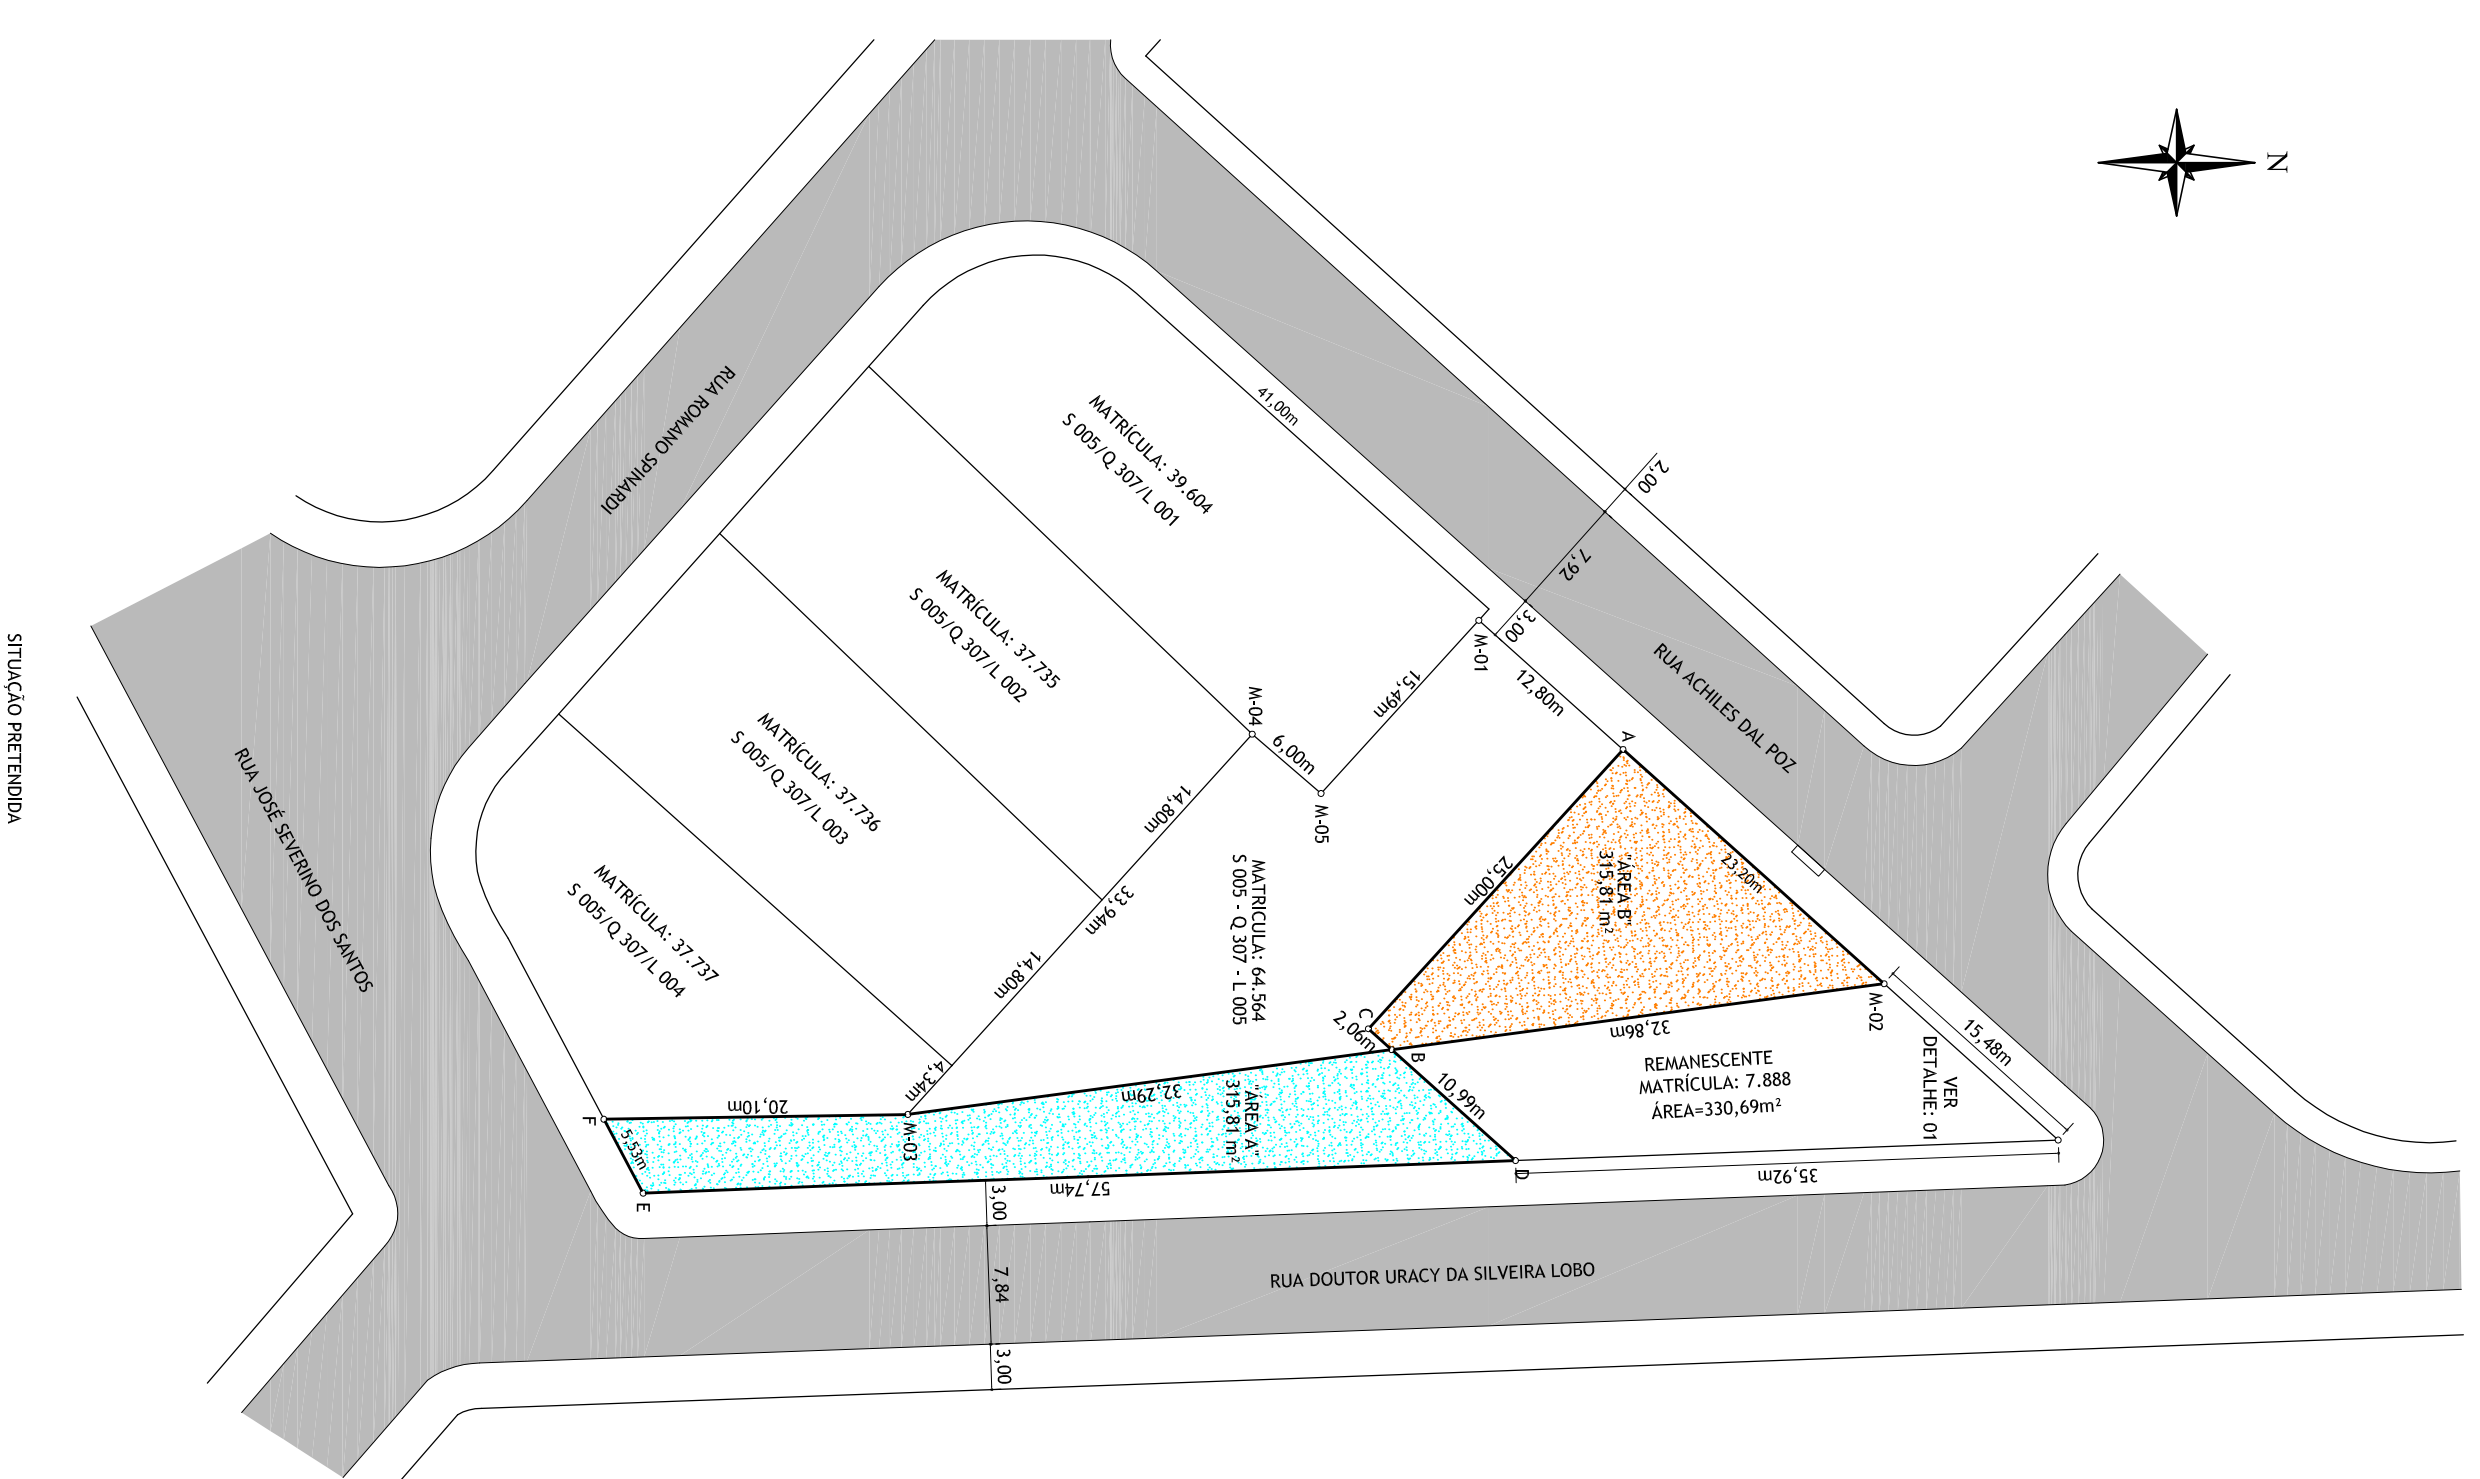 SITUAÇÃO PRETENDIDA
N
RUA ROMANO SPINARDI
RUA JOSÉ SEVERINO DOS SANTOS
RUA ACHILES DAL POZ
RUA DOUTOR URACY DA SILVEIRA LOBO
MATRÍCULA: 39.604
S 005/Q 307/L 001
MATRÍCULA: 37.735
S 005/Q 307/L 002
MATRÍCULA: 37.736
S 005/Q 307/L 003
MATRÍCULA: 37.737
S 005/Q 307/L 004
MATRICULA: 64.564
S 005 - Q 307 - L 005
41,00m
2,00
7,92
3,00
M-01
12,80m
15,49m
M-04
6,00m
M-05
14,80m
33,94m
14,80m
4,34m
A
"ÁREA B"
315,81 m²
23,20m
25,00m
C
2,06m
B
32,86m
M-02
15,48m
VER
DETALHE: 01
REMANESCENTE
MATRÍCULA: 7.888
ÁREA=330,69m²
10,99m
D
35,92m
"ÁREA A"
315,81 m²
32,29m
M-03
20,10m
F
5,53m
E
57,74m
3,00
7,84
3,00